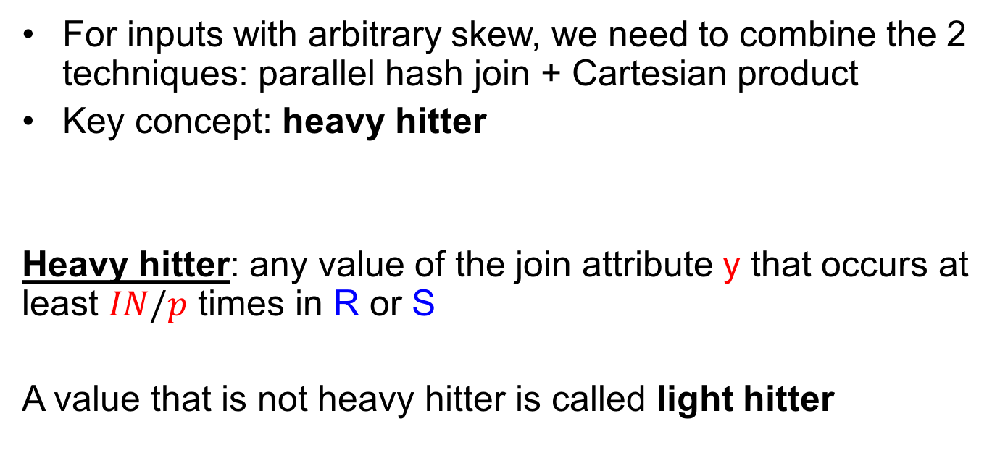 • For inputs with arbitrary skew, we need to combine the 2
techniques: parallel hash join + Cartesian product
• Key concept: heavy hitter
Heavy hitter: any value of the join attribute y that occurs at
least IN/p times in R or S
A value that is not heavy hitter is called light hitter